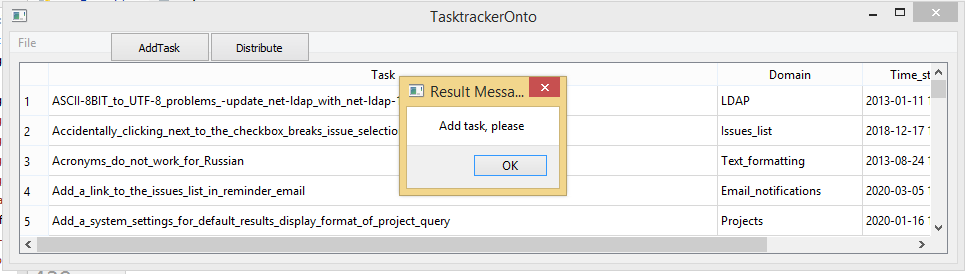 TasktrackerOnto
File
AddTask
Distribute
Task Domain Time_st
1 ASCII-8BIT_to_UTF-8_problems_-update_net-ldap_with_net-ldap- LDAP 2013-01-11
2 Accidentally_clicking_next_to_the_checkbox_breaks_issue_selectio Issues_list 2018-12-17
3 Acronyms_do_not_work_for_Russian Text_formatting 2013-08-24
4 Add_a_link_to_the_issues_list_in_reminder_email Email_notifications 2020-03-05
5 Add_a_system_settings_for_default_results_display_format_of_project_query Projects 2020-01-16
Result Messa...
Add task, please
OK